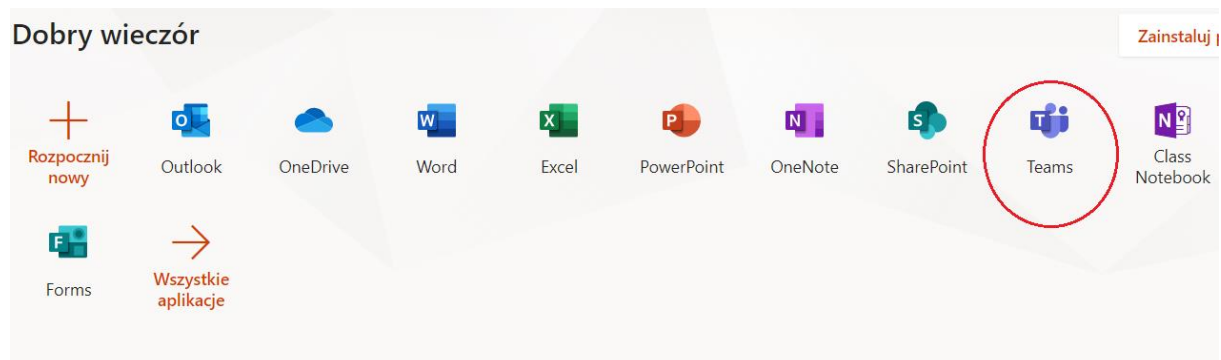 Dobry wieczór
Zainstaluj
Rozpocznij
nowy
Outlook
OneDrive
Word
Excel
PowerPoint
OneNote
SharePoint
Teams
Class
Notebook
Forms
Wszystkie
aplikacje